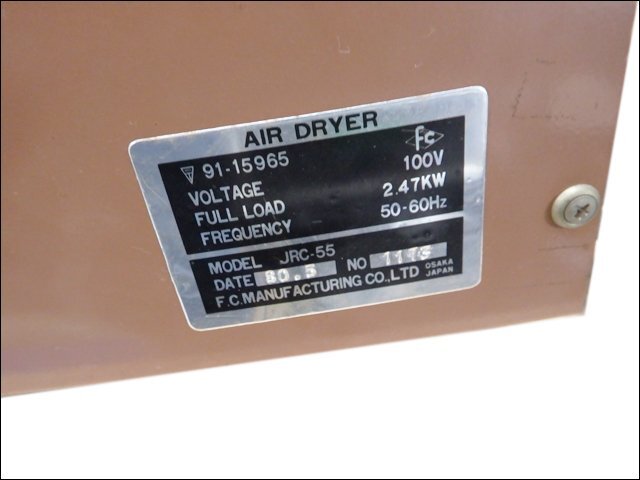 AIR DRYER
91-15965
Fc
VOLTAGE 100V
FULL LOAD 2.47KW
FREQUENCY 50-60Hz
MODEL JRC-55
DATE 80.5 NO
F.C.MANUFACTURING CO.,LTD OSAKA JAPAN